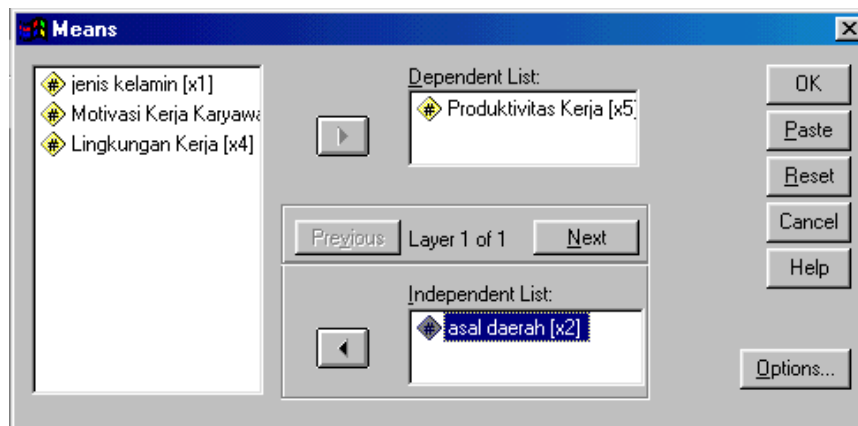 Means
jenis kelamin [x1]
Motivasi Kerja Karyaw
Lingkungan Kerja [x4]
Dependent List:
Produktivitas Kerja [x5]
Previous
Layer 1 of 1
Next
Independent List:
asal daerah [x2]
OK
Paste
Reset
Cancel
Help
Options...